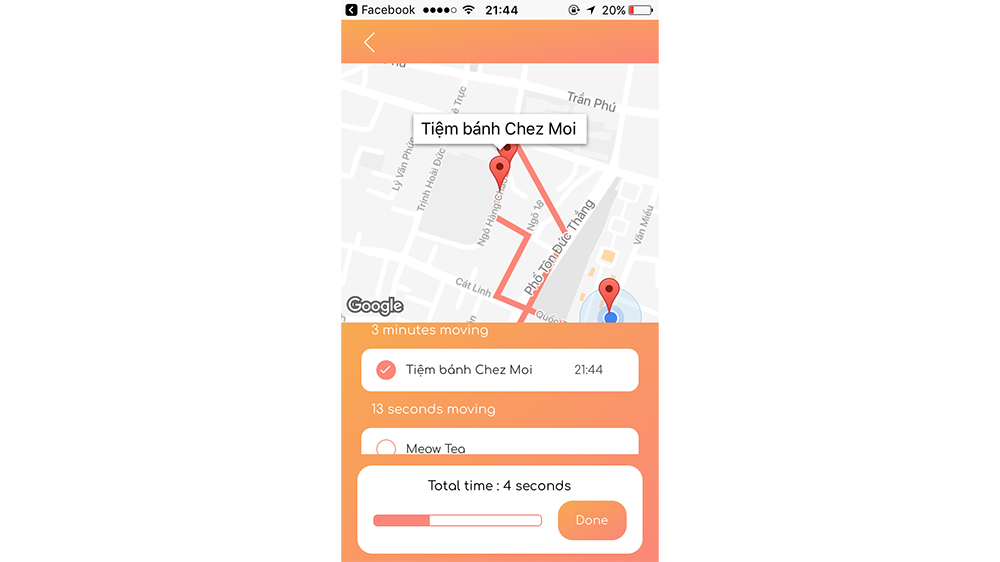 Facebook 21:44 20%
Trần Phú
Tiệm bánh Chez Moi
Lý Văn Phức
Trịnh Hoài Đức
Ngõ Hàng Cháo
Ngõ 18
Phố Tôn Đức Thắng
Văn Miếu
Cát Linh
Google
3 minutes moving
Tiệm bánh Chez Moi 21:44
13 seconds moving
Meow Tea
Total time : 4 seconds
Done